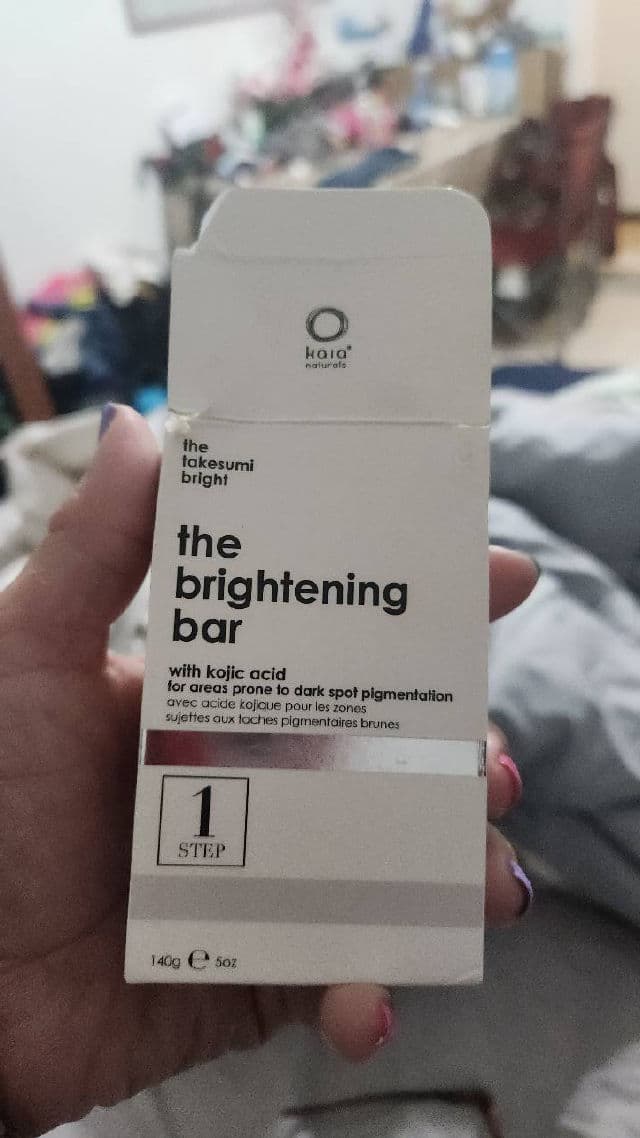 kaia
naturals
the
takesumi
bright
the
brightening
bar
with kojic acid
for areas prone to dark spot pigmentation
avec acide kojique pour les zones
sujettes aux taches pigmentaires brunes
1
STEP
140g e 5oz